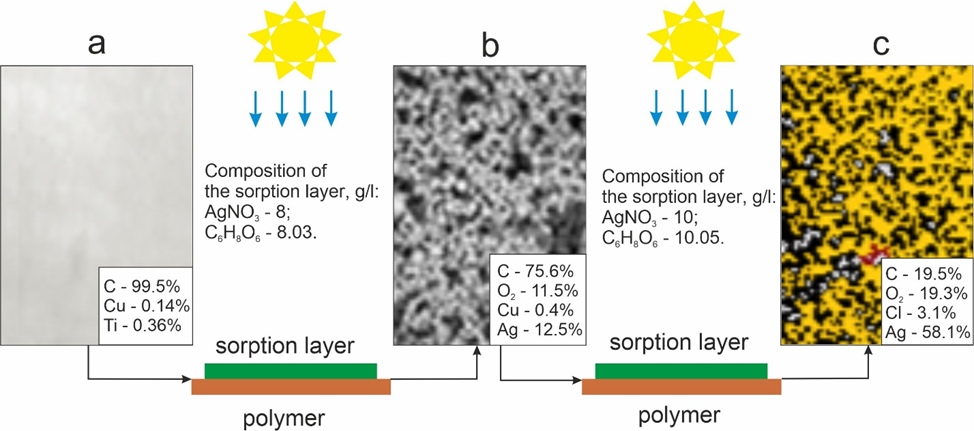 a
b
c
Composition of
the sorption layer, g/l:
AgNO₃ - 8;
C₆H₈O₆ - 8.03.
Composition of
the sorption layer, g/l:
AgNO₃ - 10;
C₆H₈O₆ - 10.05.
C - 99.5%
Cu - 0.14%
Ti - 0.36%
C - 75.6%
O₂ - 11.5%
Cu - 0.4%
Ag - 12.5%
C - 19.5%
O₂ - 19.3%
Cl - 3.1%
Ag - 58.1%
sorption layer
polymer
sorption layer
polymer